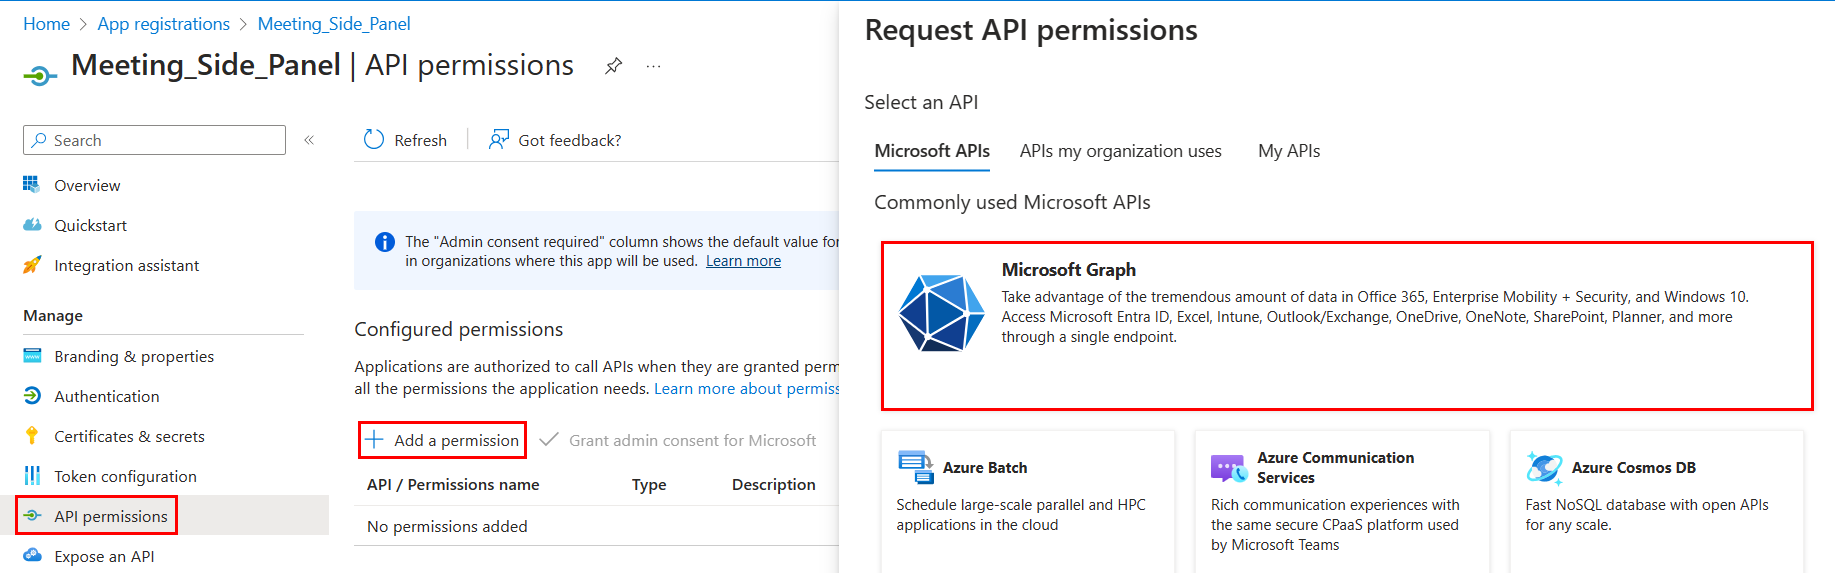 Home > App registrations > Meeting_Side_Panel
Meeting_Side_Panel | API permissions
Search
«
Overview
Quickstart
Integration assistant
Manage
Branding & properties
Authentication
Certificates & secrets
Token configuration
API permissions
Expose an API
Refresh
Got feedback?
The "Admin consent required" column shows the default value for
in organizations where this app will be used. Learn more
Configured permissions
Applications are authorized to call APIs when they are granted perm
all the permissions the application needs. Learn more about permiss
Add a permission
Grant admin consent for Microsoft
API / Permissions name Type Description
No permissions added
Request API permissions
Select an API
Microsoft APIs APIs my organization uses My APIs
Commonly used Microsoft APIs
Microsoft Graph
Take advantage of the tremendous amount of data in Office 365, Enterprise Mobility + Security, and Windows 10.
Access Microsoft Entra ID, Excel, Intune, Outlook/Exchange, OneDrive, OneNote, SharePoint, Planner, and more
through a single endpoint.
Azure Batch
Schedule large-scale parallel and HPC
applications in the cloud
Azure Communication
Services
Rich communication experiences with
the same secure CPaaS platform used
by Microsoft Teams
Azure Cosmos DB
Fast NoSQL database with open APIs
for any scale.